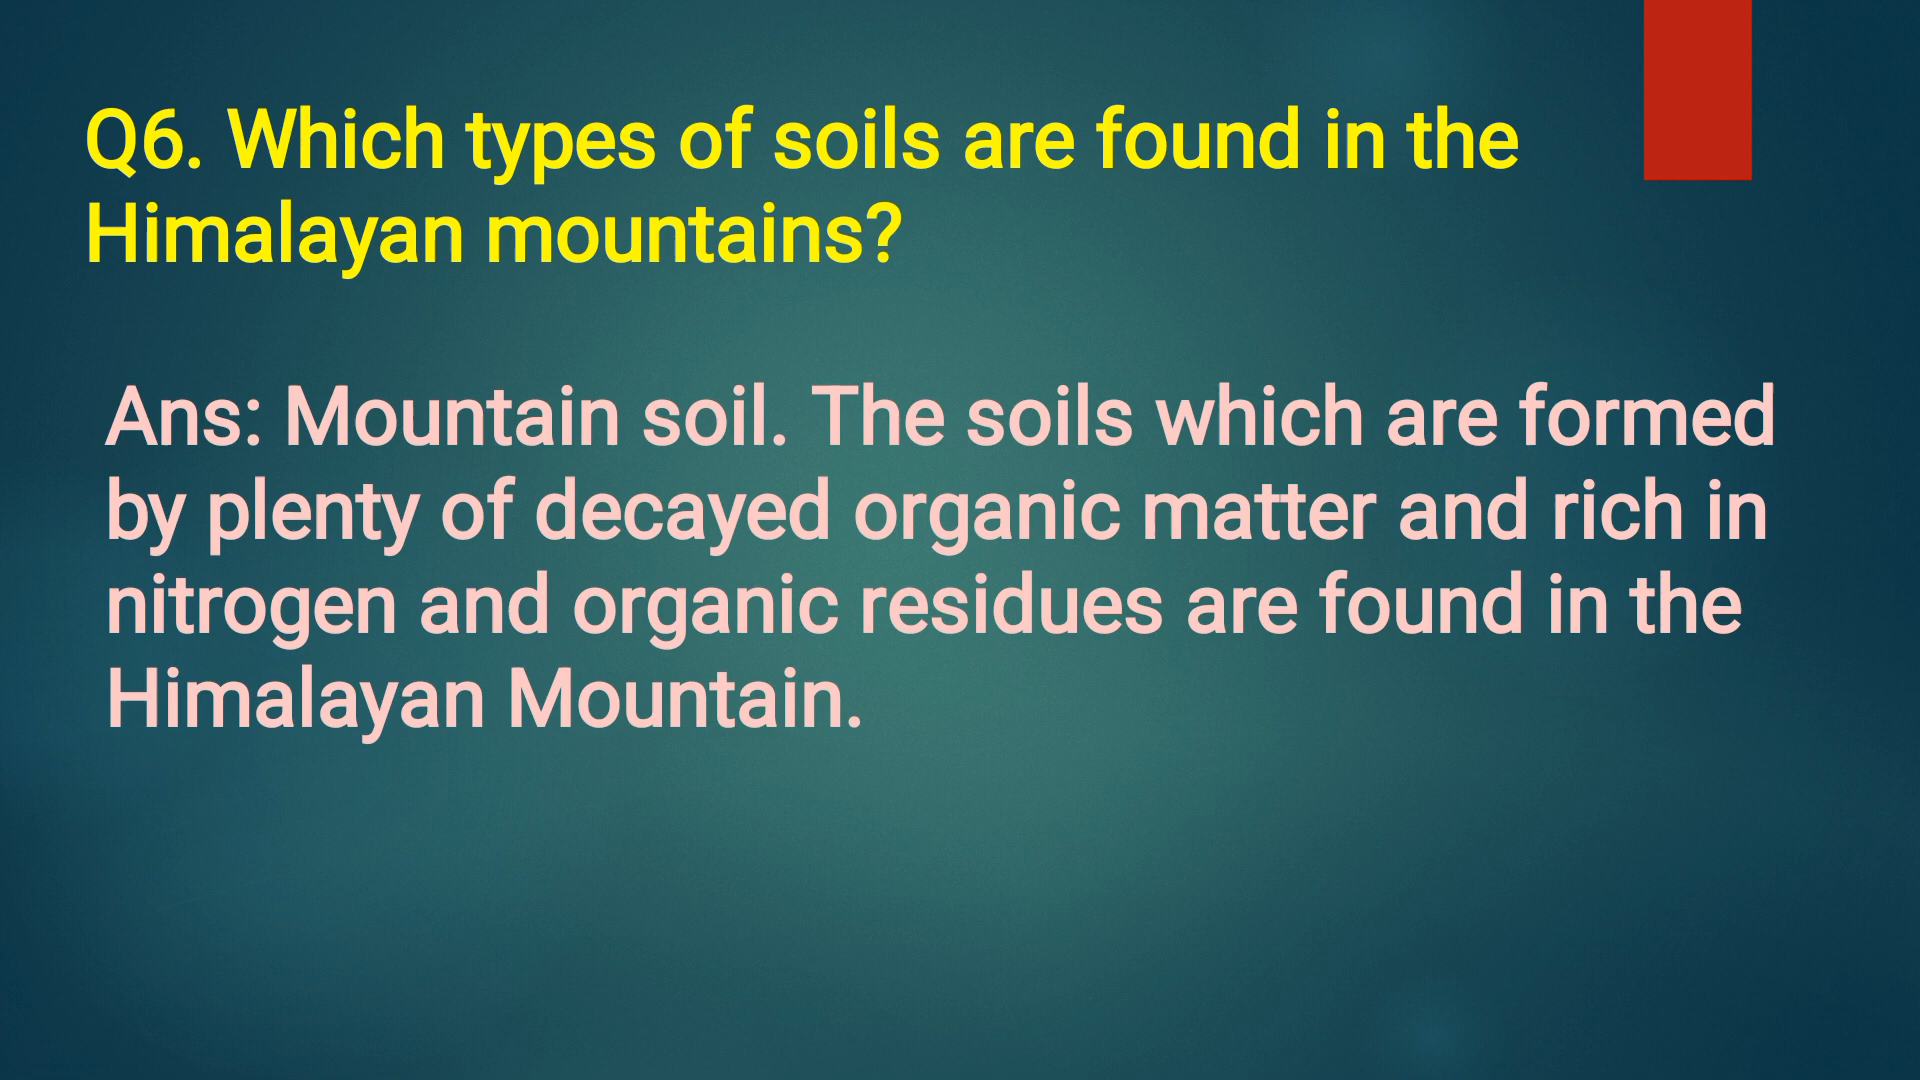 Q6. Which types of soils are found in the
Himalayan mountains?
Ans: Mountain soil. The soils which are formed
by plenty of decayed organic matter and rich in
nitrogen and organic residues are found in the
Himalayan Mountain.